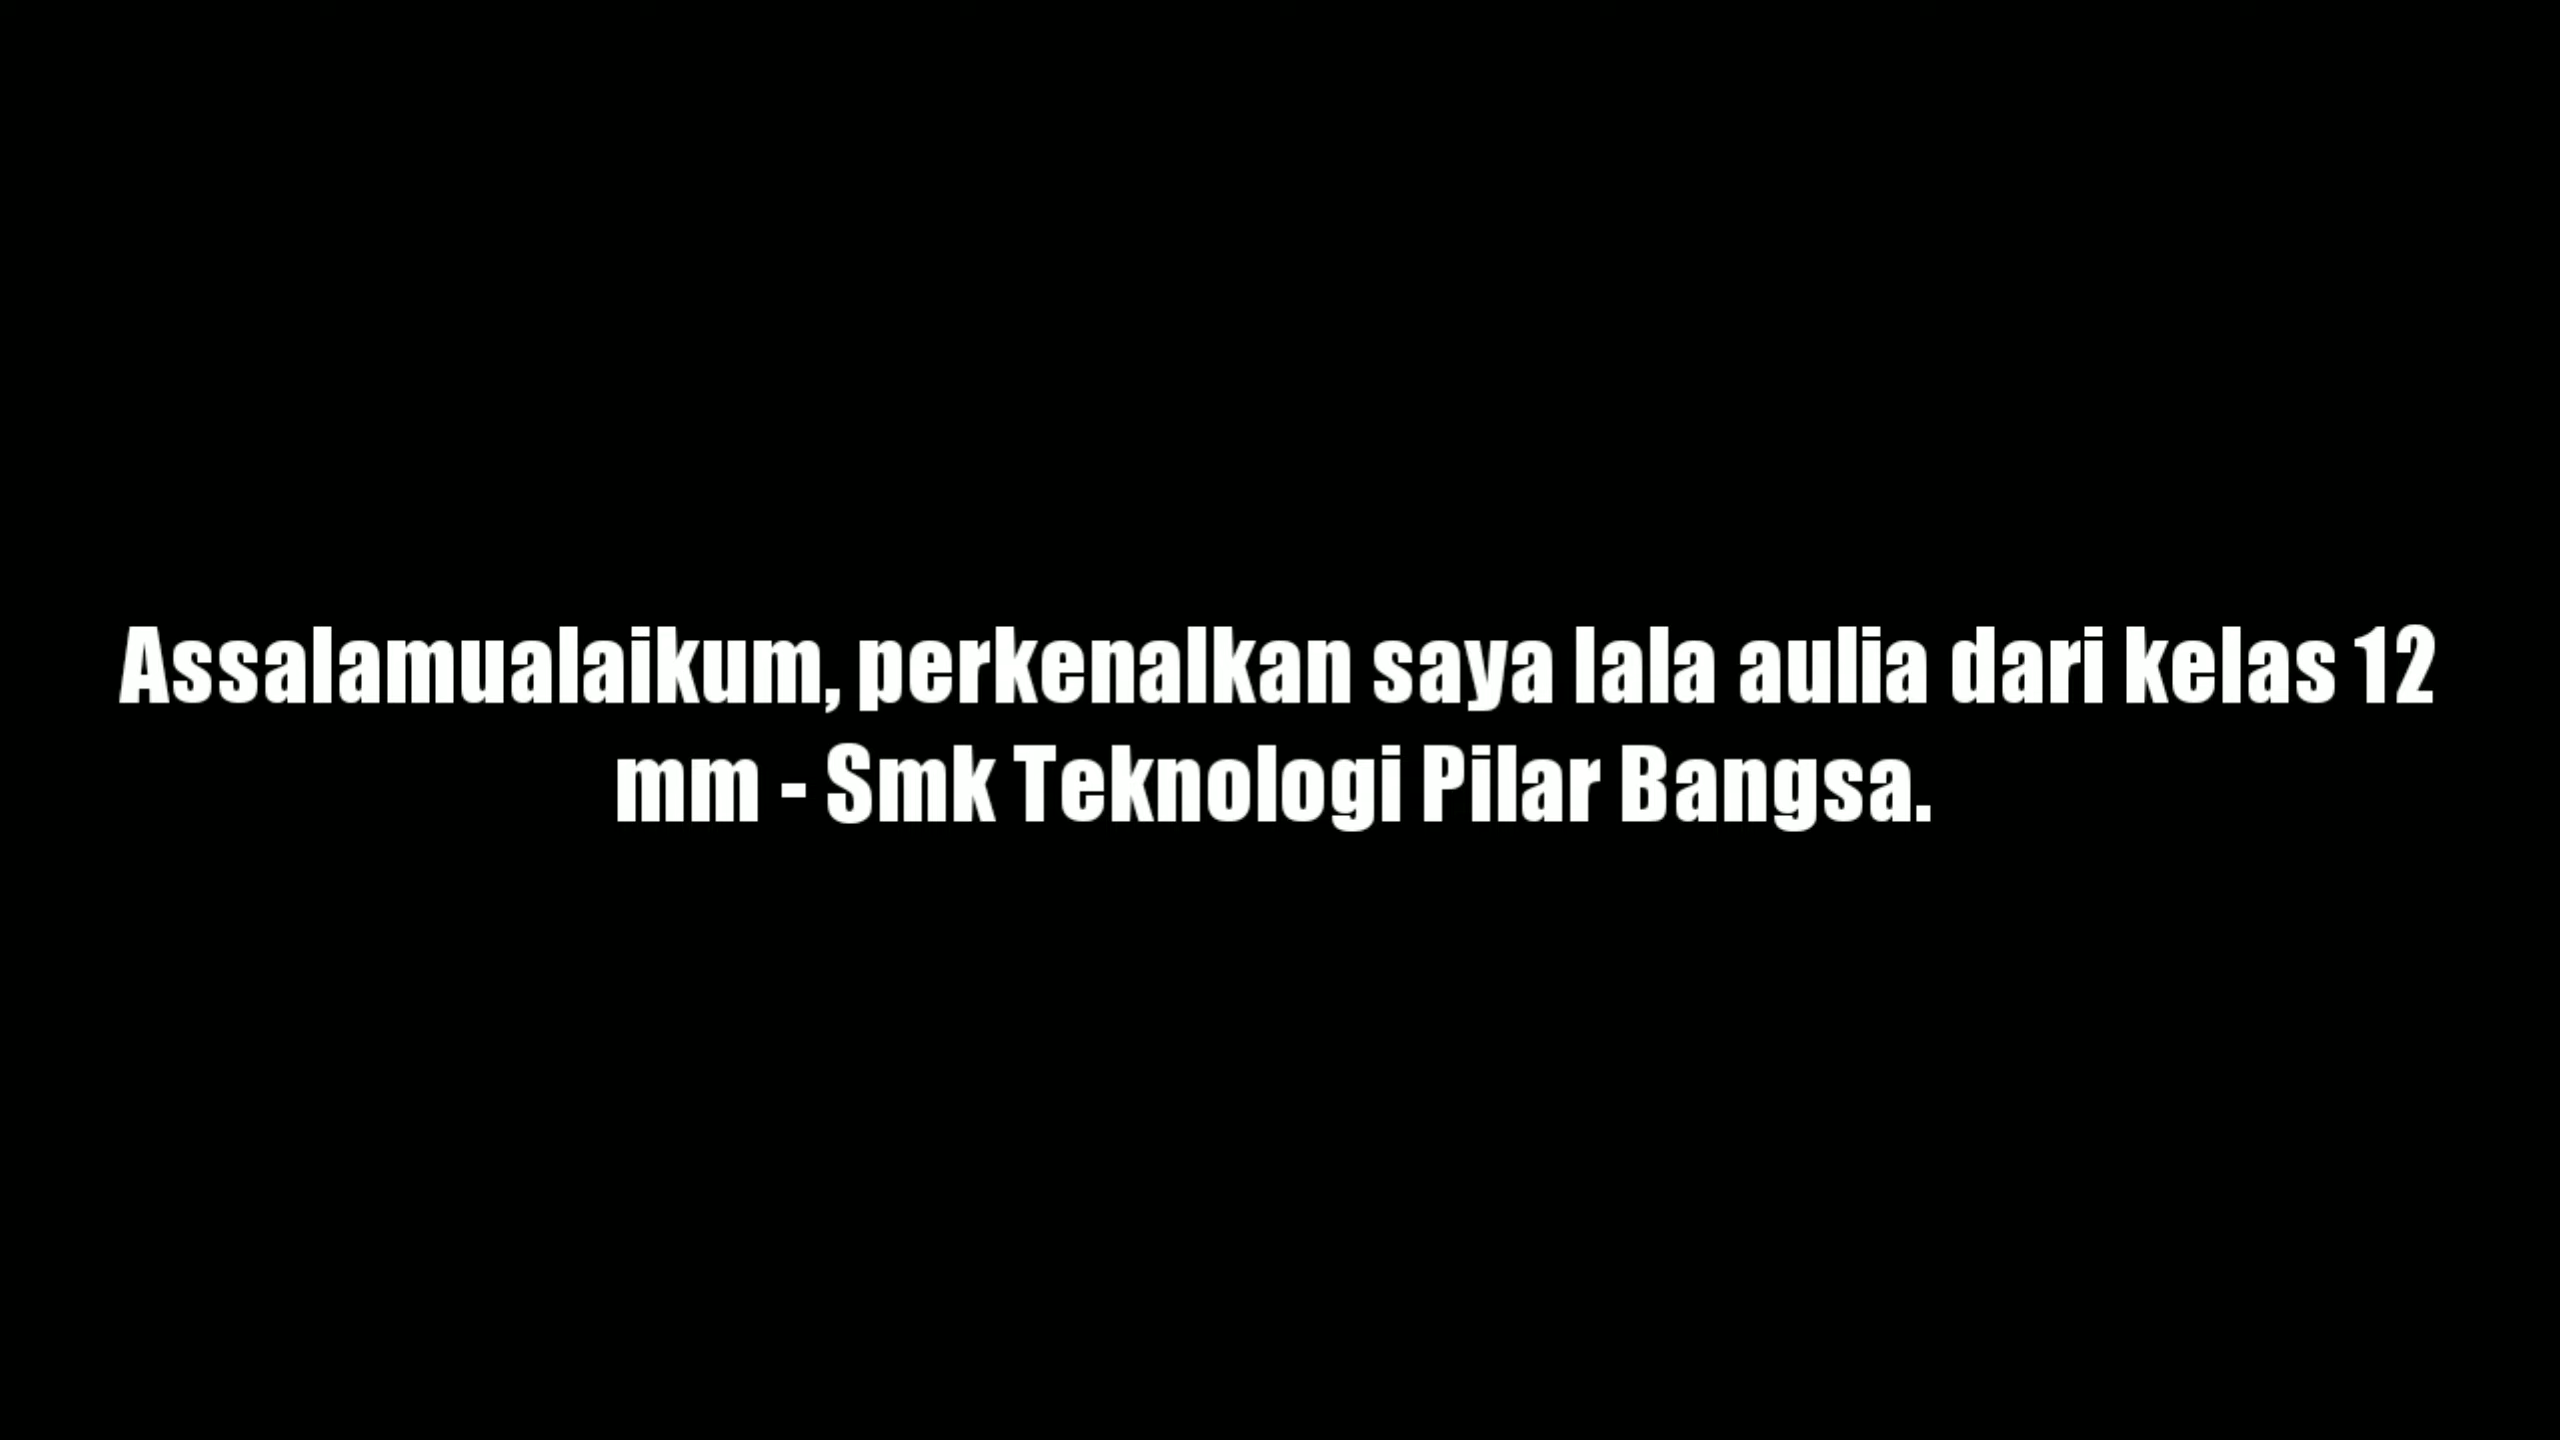 Assalamualaikum, perkenalkan saya lala aulia dari kelas 12
mm - Smk Teknologi Pilar Bangsa.